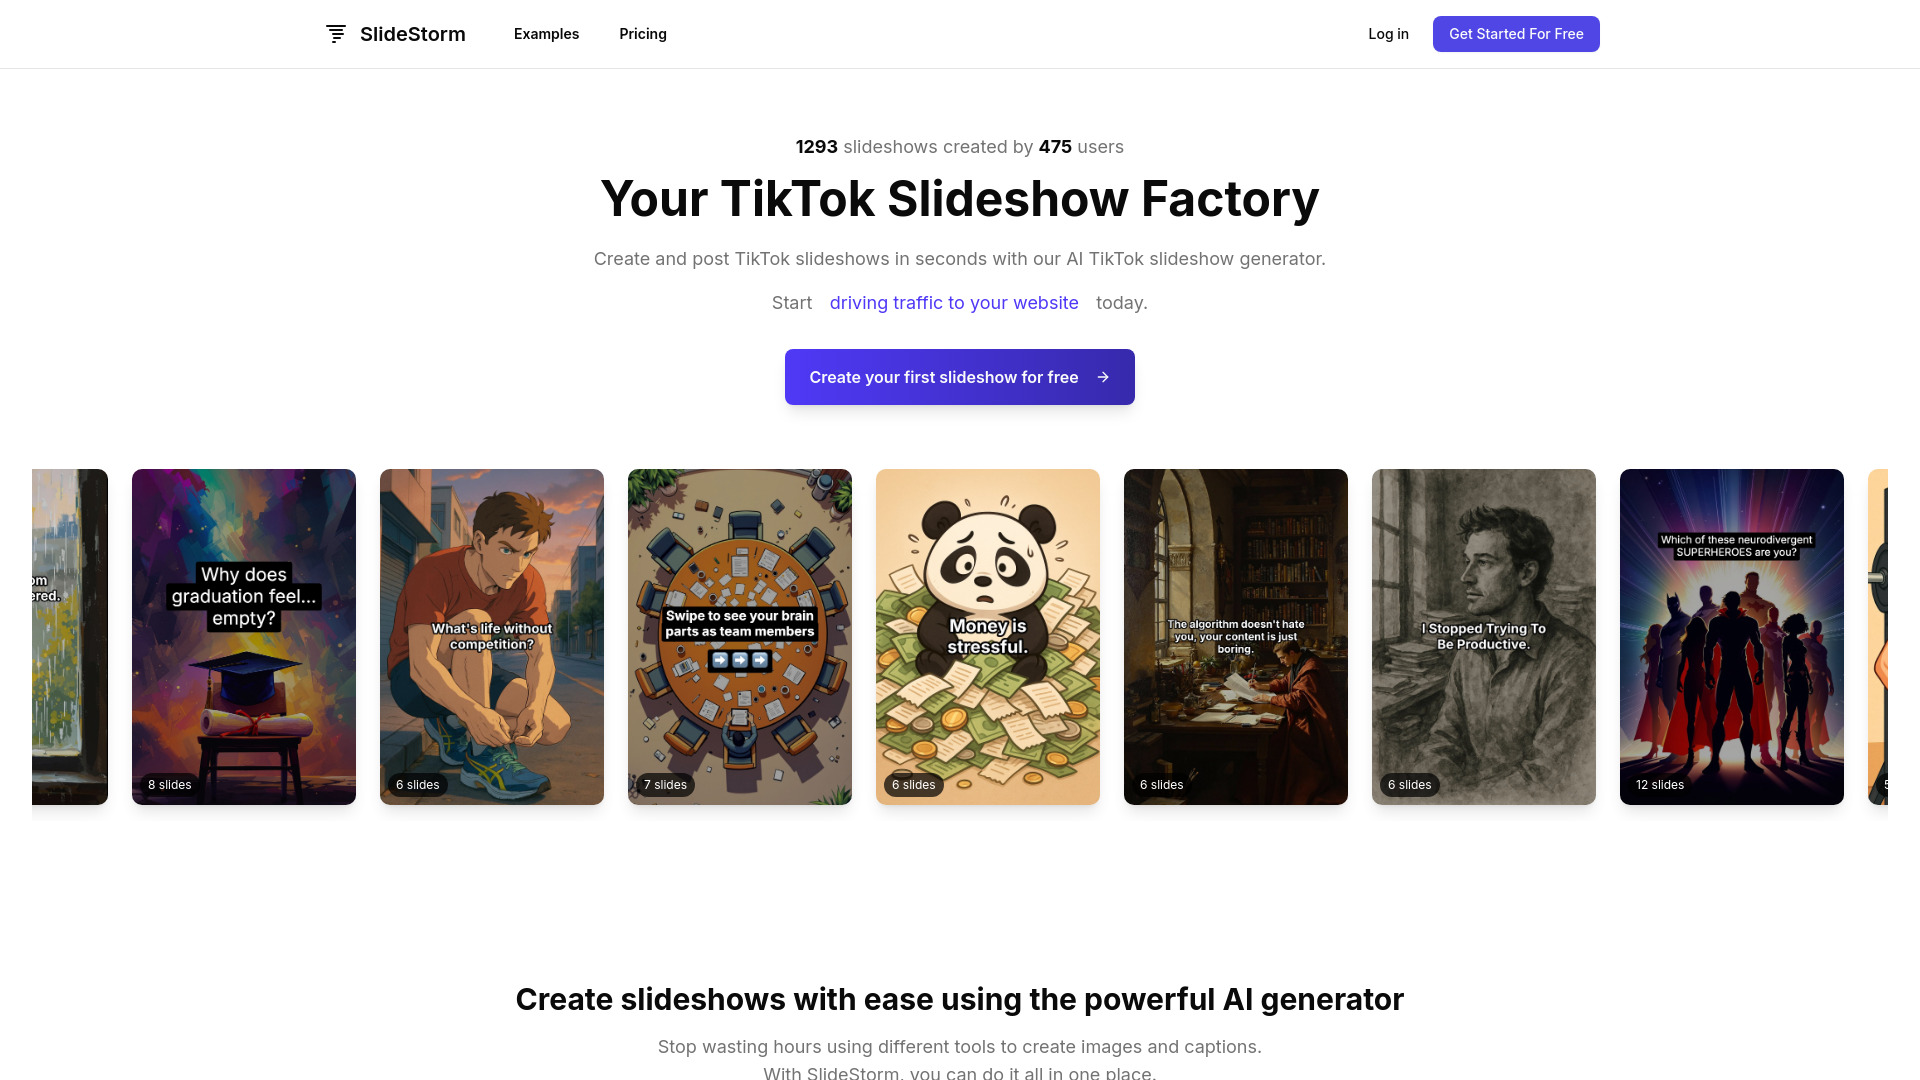 SlideStorm
Examples
Pricing
Log in
Get Started For Free
1293 slideshows created by 475 users
Your TikTok Slideshow Factory
Create and post TikTok slideshows in seconds with our AI TikTok slideshow generator.
Start driving traffic to your website today.
Create your first slideshow for free →
Why does
graduation feel...
empty?
8 slides
What's life without
competition?
6 slides
Swipe to see your brain
parts as team members
➡️➡️➡️
7 slides
Money is
stressful.
6 slides
The algorithm doesn't hate
you, your content is just
boring.
6 slides
I Stopped Trying To
Be Productive.
6 slides
Which of these neurodivergent
SUPERHEROES are you?
12 slides
Create slideshows with ease using the powerful AI generator
Stop wasting hours using different tools to create images and captions.
With SlideStorm, you can do it all in one place.